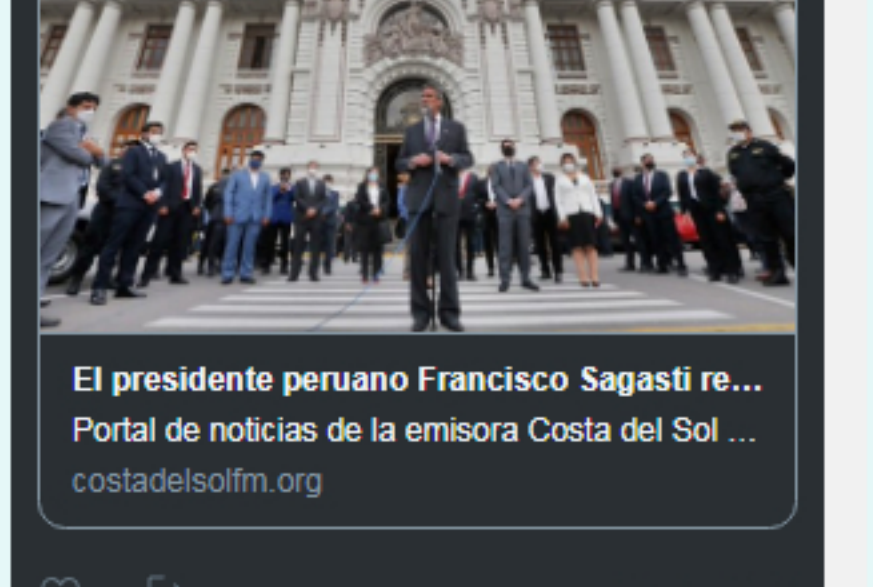 El presidente peruano Francisco Sagasti re...
Portal de noticias de la emisora Costa del Sol ...
costadelsolfm.org